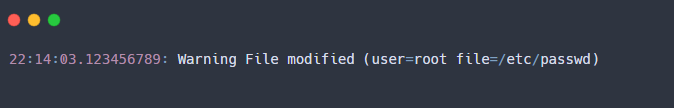 22:14:03.123456789: Warning File modified (user=root file=/etc/passwd)